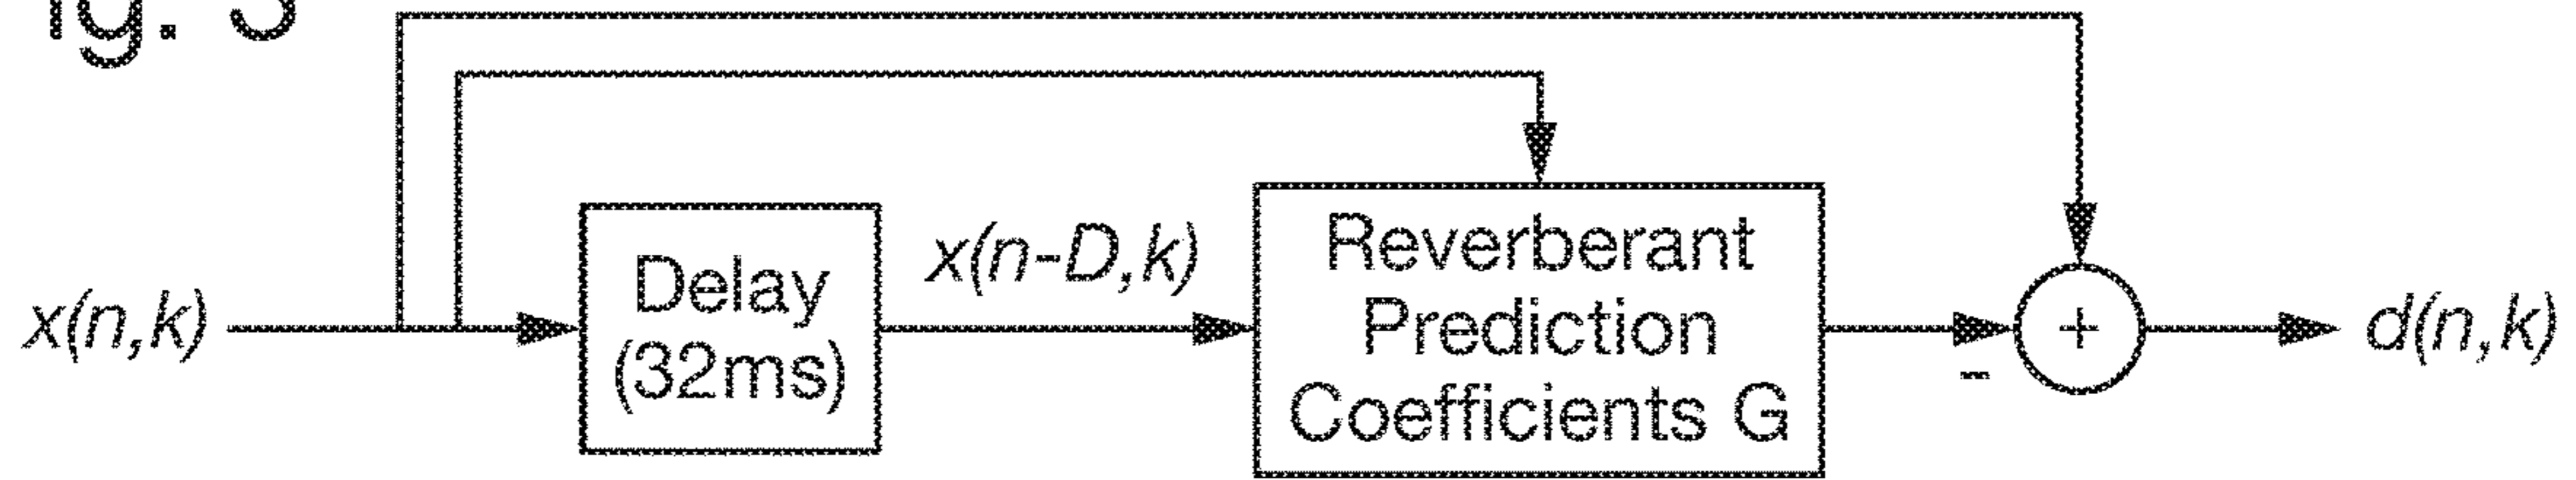 ig. 3
x(n,k)
Delay
(32ms)
x(n-D,k)
Reverberant
Prediction
Coefficients G
-
+
d(n,k)